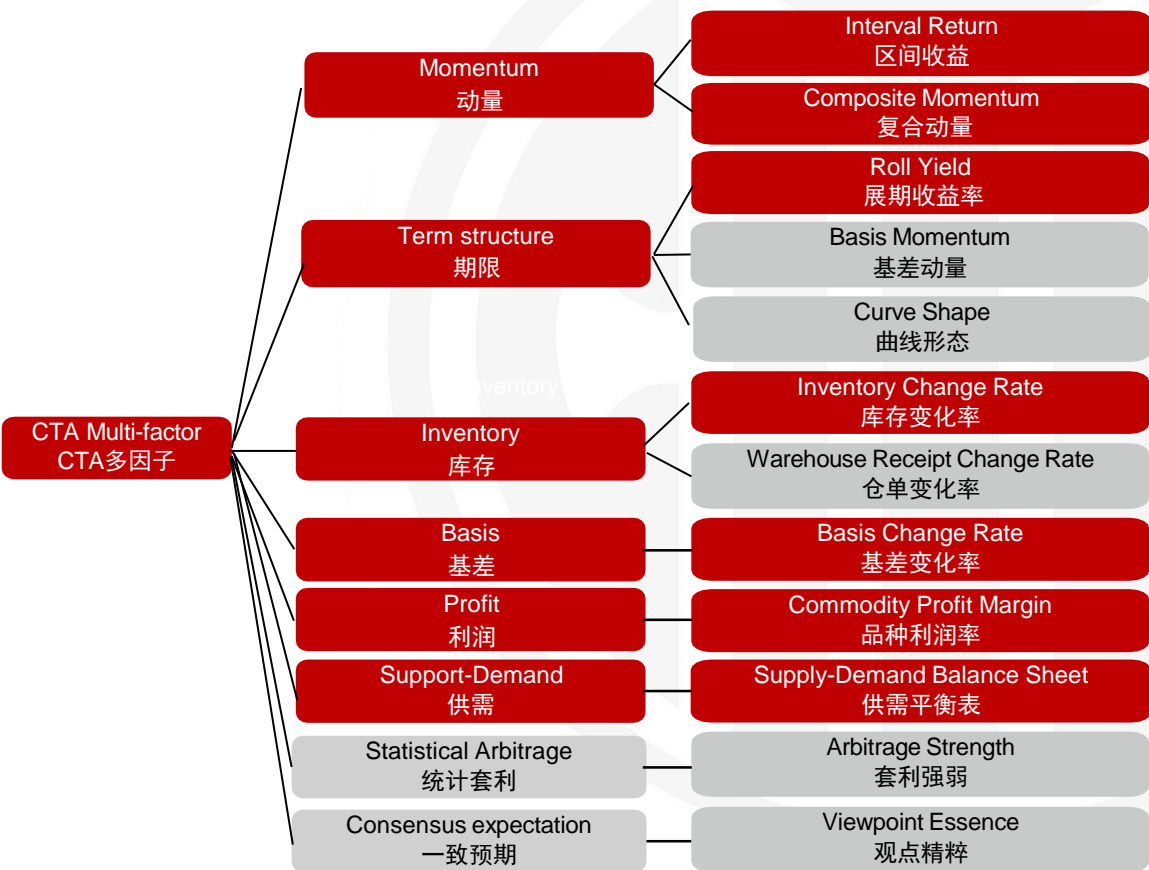 CTA Multi-factor
CTA多因子
Momentum
动量
Interval Return
区间收益
Composite Momentum
复合动量
Term structure
期限
Roll Yield
展期收益率
Basis Momentum
基差动量
Curve Shape
曲线形态
nventory
Inventory
库存
Inventory Change Rate
库存变化率
Warehouse Receipt Change Rate
仓单变化率
Basis
基差
Basis Change Rate
基差变化率
Profit
利润
Commodity Profit Margin
品种利润率
Support-Demand
供需
Supply-Demand Balance Sheet
供需平衡表
Statistical Arbitrage
统计套利
Arbitrage Strength
套利强弱
Consensus expectation
一致预期
Viewpoint Essence
观点精粹